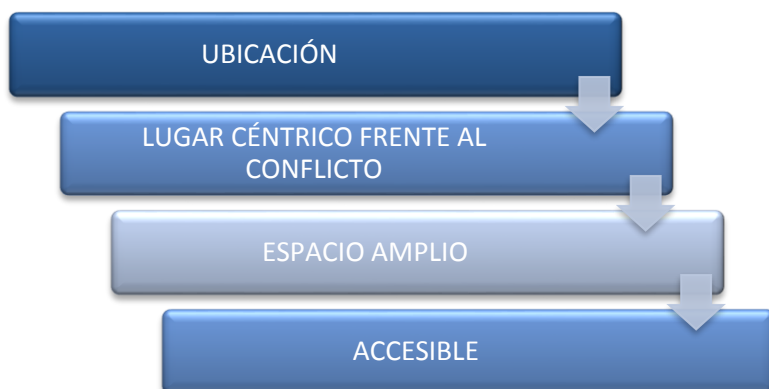 UBICACIÓN
LUGAR CÉNTRICO FRENTE AL
CONFLICTO
ESPACIO AMPLIO
ACCESIBLE